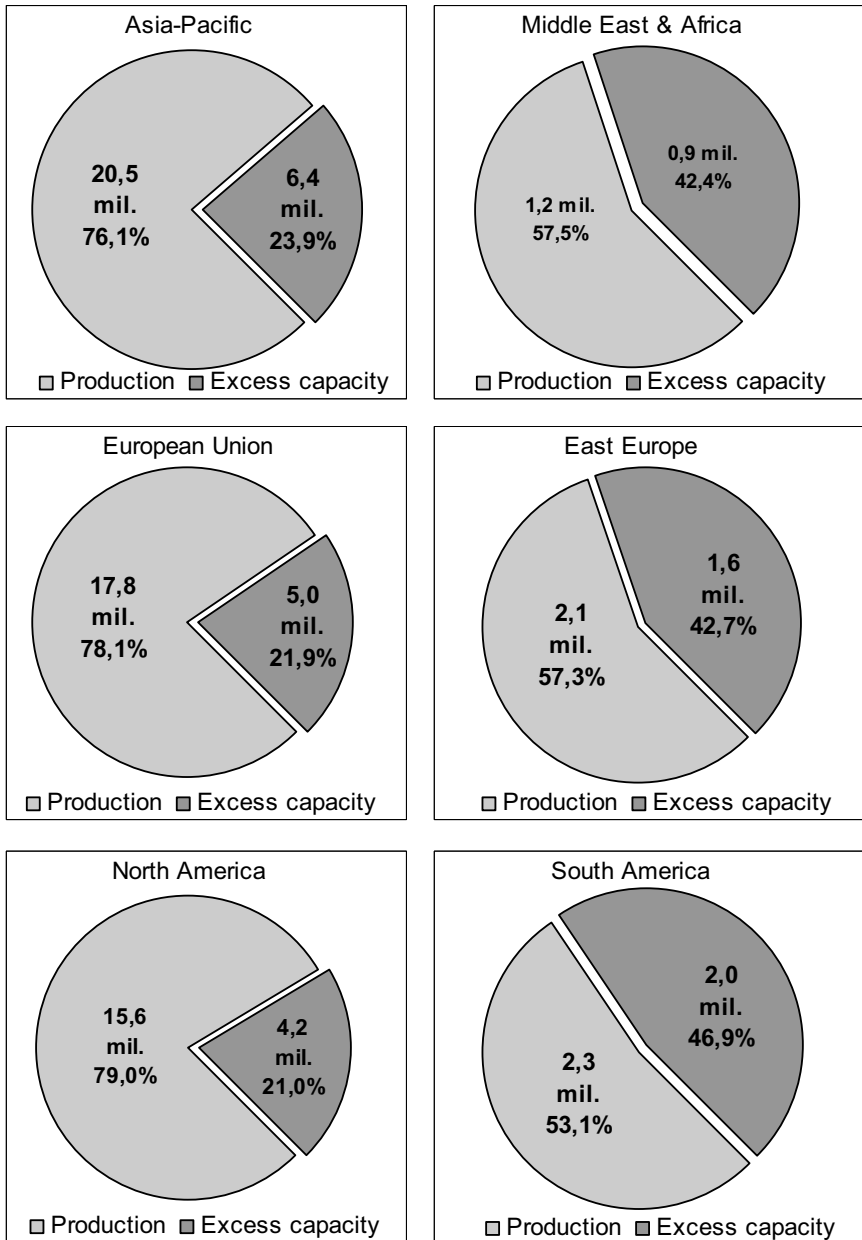 Asia-Pacific
20,5
mil.
76,1%
6,4
mil.
23,9%
Production Excess capacity
Middle East & Africa
1,2 mil.
57,5%
0,9 mil.
42,4%
Production Excess capacity
European Union
17,8
mil.
78,1%
5,0
mil.
21,9%
Production Excess capacity
East Europe
2,1
mil.
57,3%
1,6
mil.
42,7%
Production Excess capacity
North America
15,6
mil.
79,0%
4,2
mil.
21,0%
Production Excess capacity
South America
2,3
mil.
53,1%
2,0
mil.
46,9%
Production Excess capacity